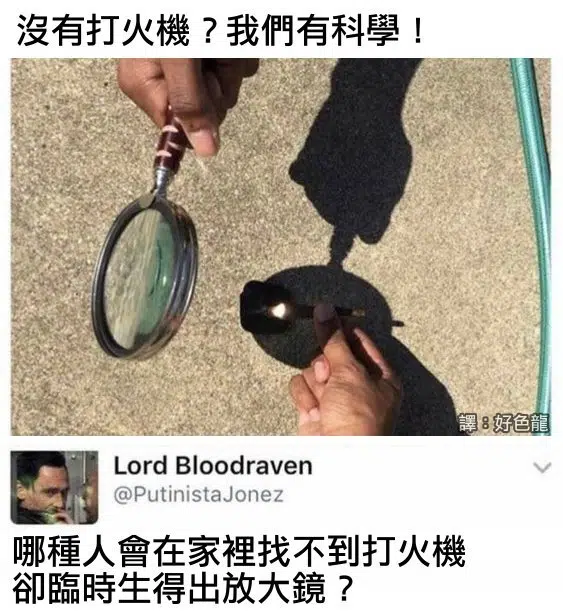 沒有打火機？我們有科學！
譯：好色龍
Lord Bloodraven
@PutinistaJonez
哪種人會在家裡找不到打火機
卻臨時生得出放大鏡？